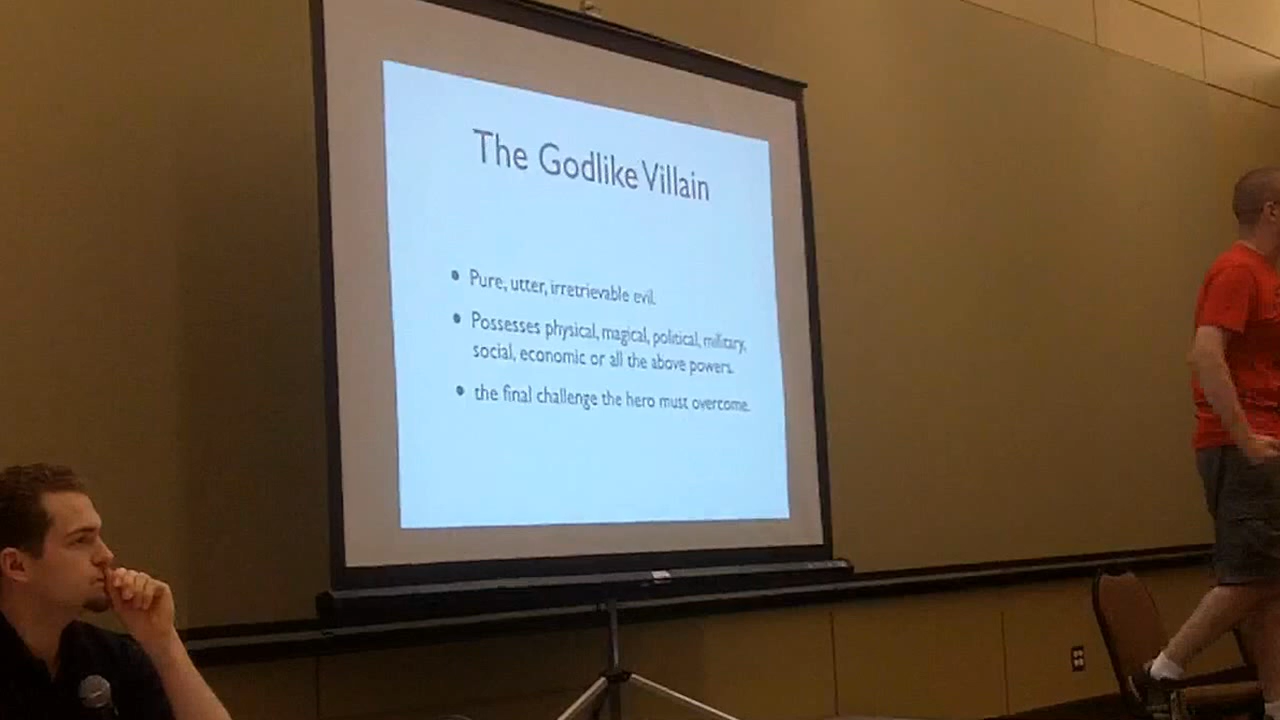 The Godlike Villain
• Pure, utter, irretrievable evil.
• Possesses physical, magical, political, military,
social, economic or all the above powers.
• the final challenge the hero must overcome.